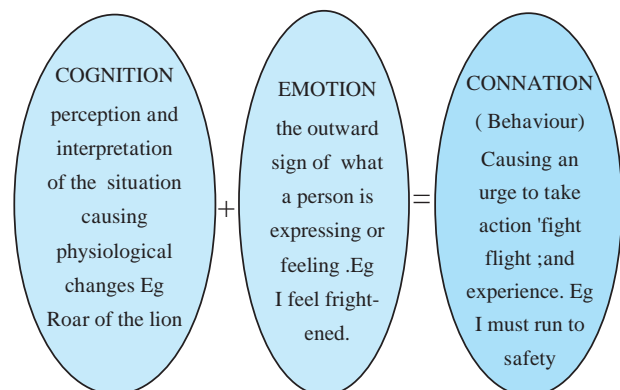 COGNITION
perception and
interpretation
of the situation
causing
physiological
changes Eg
Roar of the lion
+
EMOTION
the outward
sign of what
a person is
expressing or
feeling .Eg
I feel fright-
ened.
=
CONNATION
( Behaviour)
Causing an
urge to take
action 'fight
flight ;and
experience. Eg
I must run to
safety